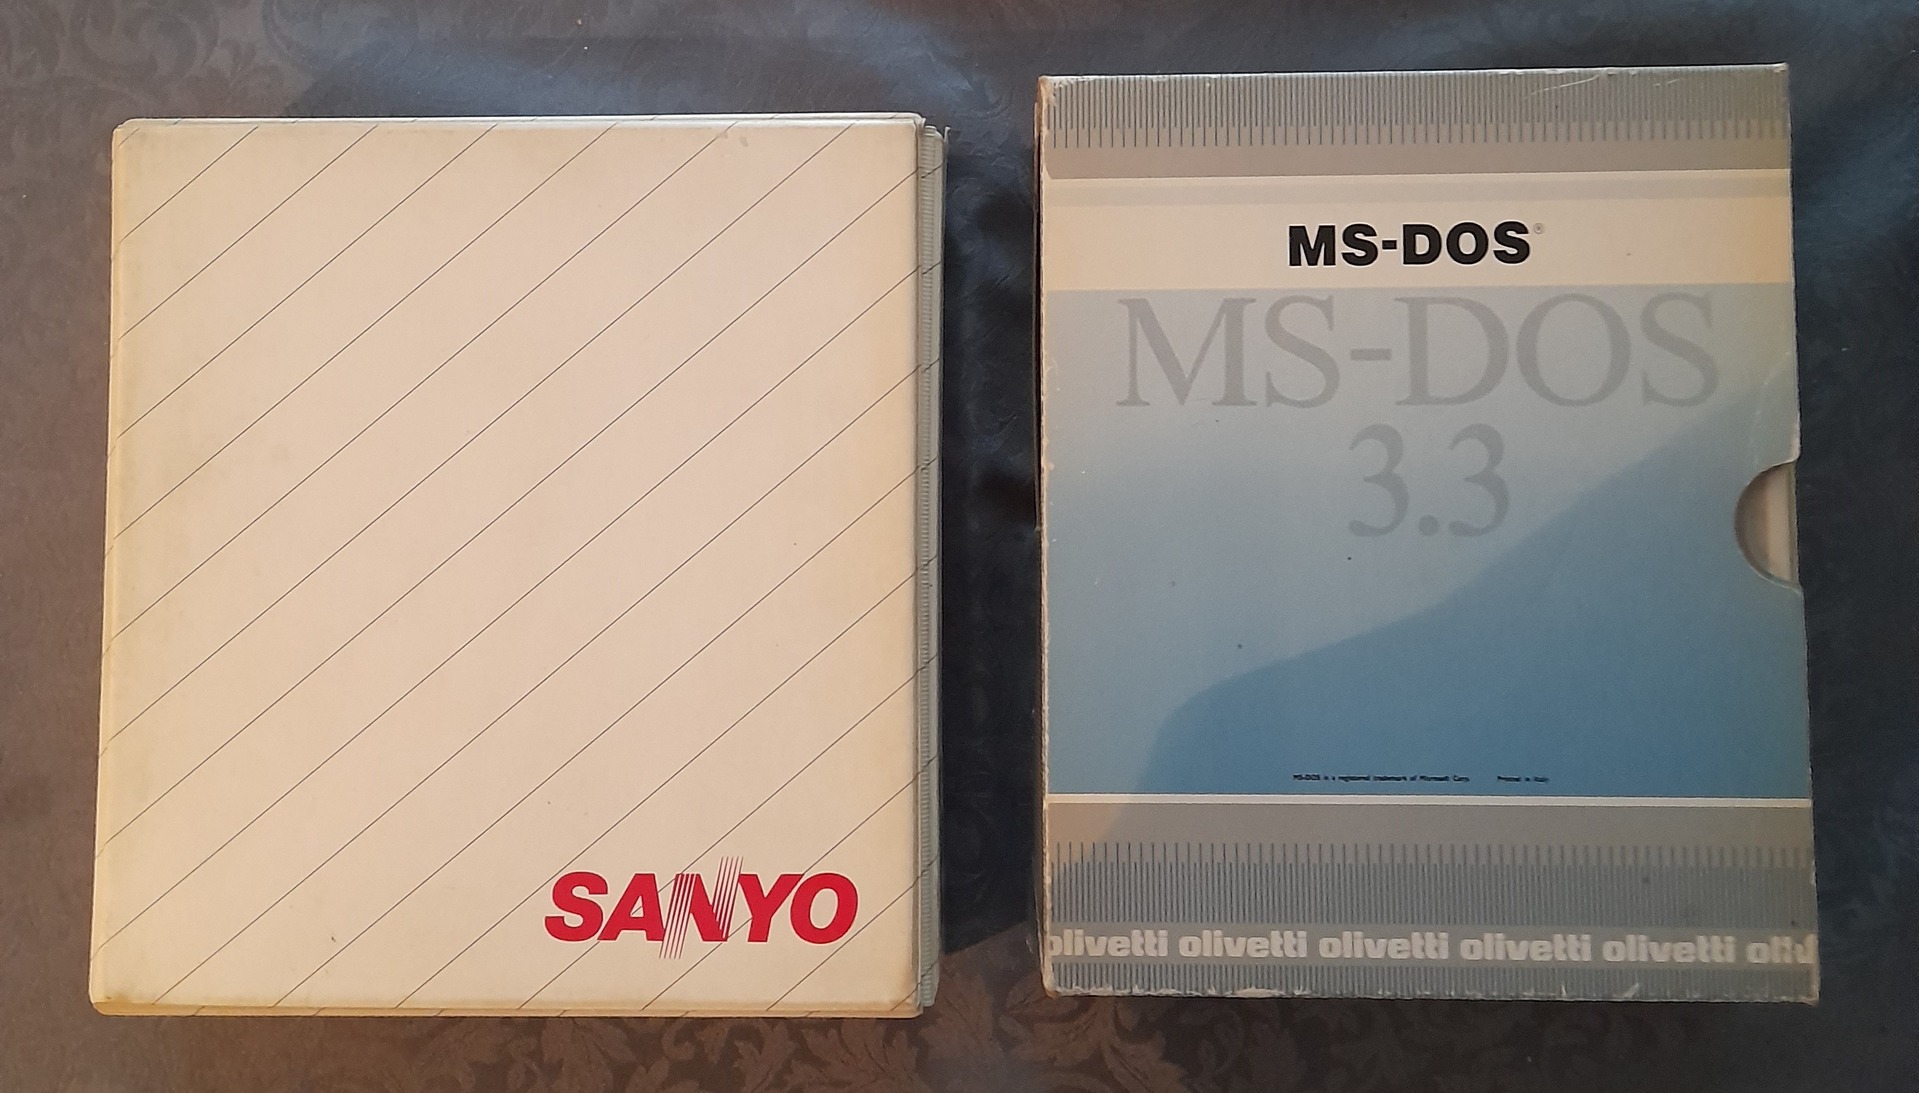 SANYO
MS-DOS®
MS-DOS
3.3
MS-DOS is a registered trademark of Microsoft Corp. Printed in Italy
olivetti olivetti olivetti olivetti olivetti oliv